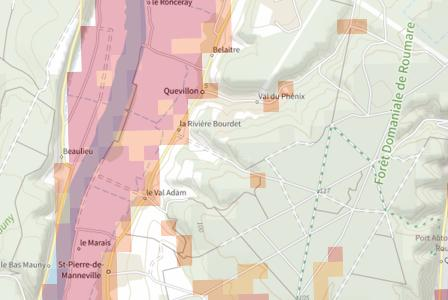 le Ronceray
Belaitre
Quevillon
Val du Phénix
la Rivière Bourdet
Forêt Domaniale de Roumare
Beaulieu
le Val Adam
le Marais
le Bas Mauny
St-Pierre-de-
Manneville
Port Abto